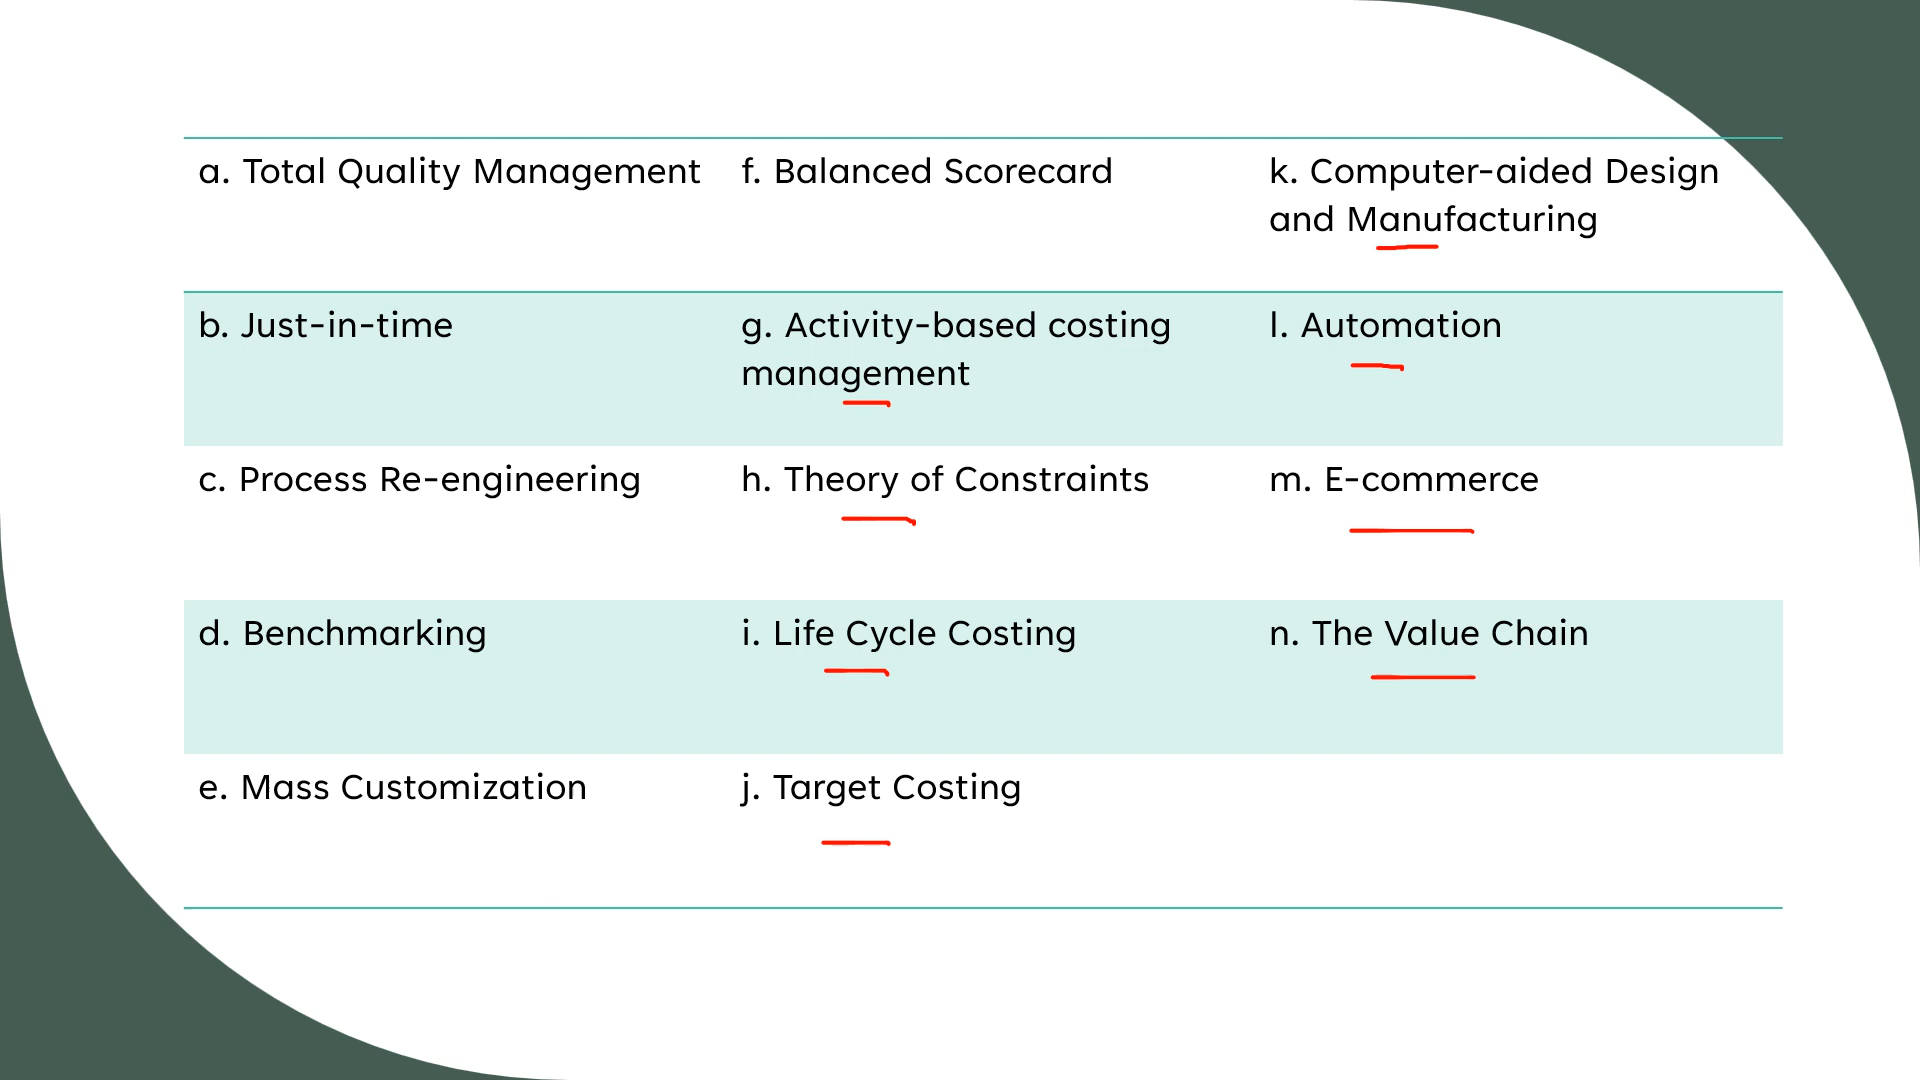 a. Total Quality Management
f. Balanced Scorecard
k. Computer-aided Design
and Manufacturing
b. Just-in-time
g. Activity-based costing
management
l. Automation
c. Process Re-engineering
h. Theory of Constraints
m. E-commerce
d. Benchmarking
i. Life Cycle Costing
n. The Value Chain
e. Mass Customization
j. Target Costing